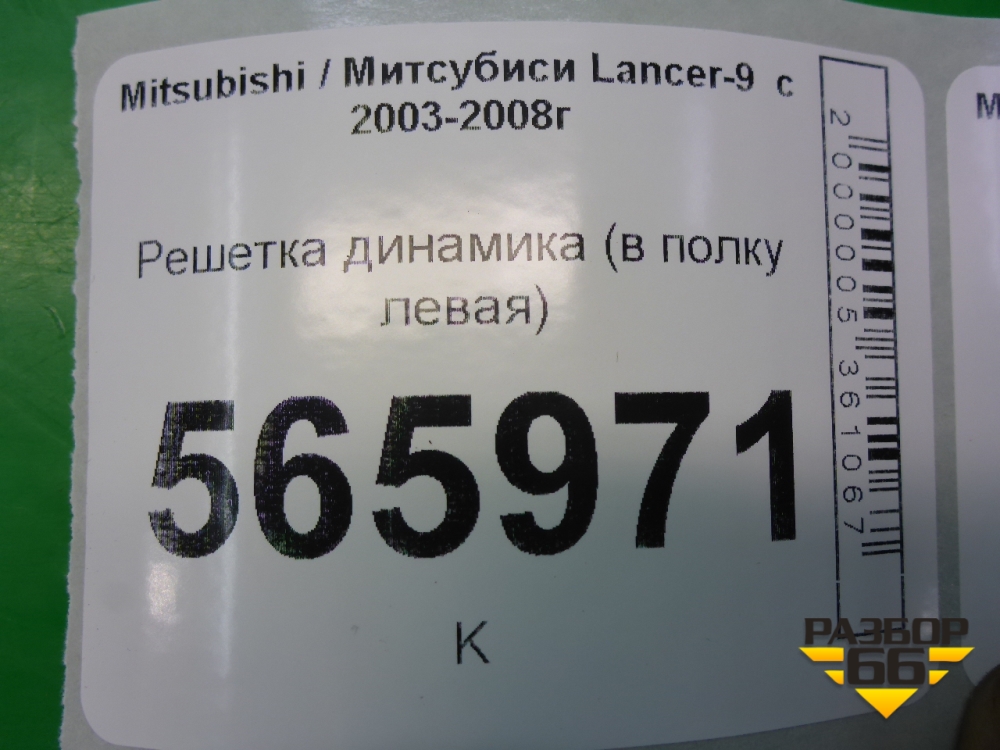 Mitsubishi / Митсубиси Lancer-9 с
2003-2008г
Решетка динамика (в полку
левая)
565971
К
2000005361067
М
РАЗБОР
66